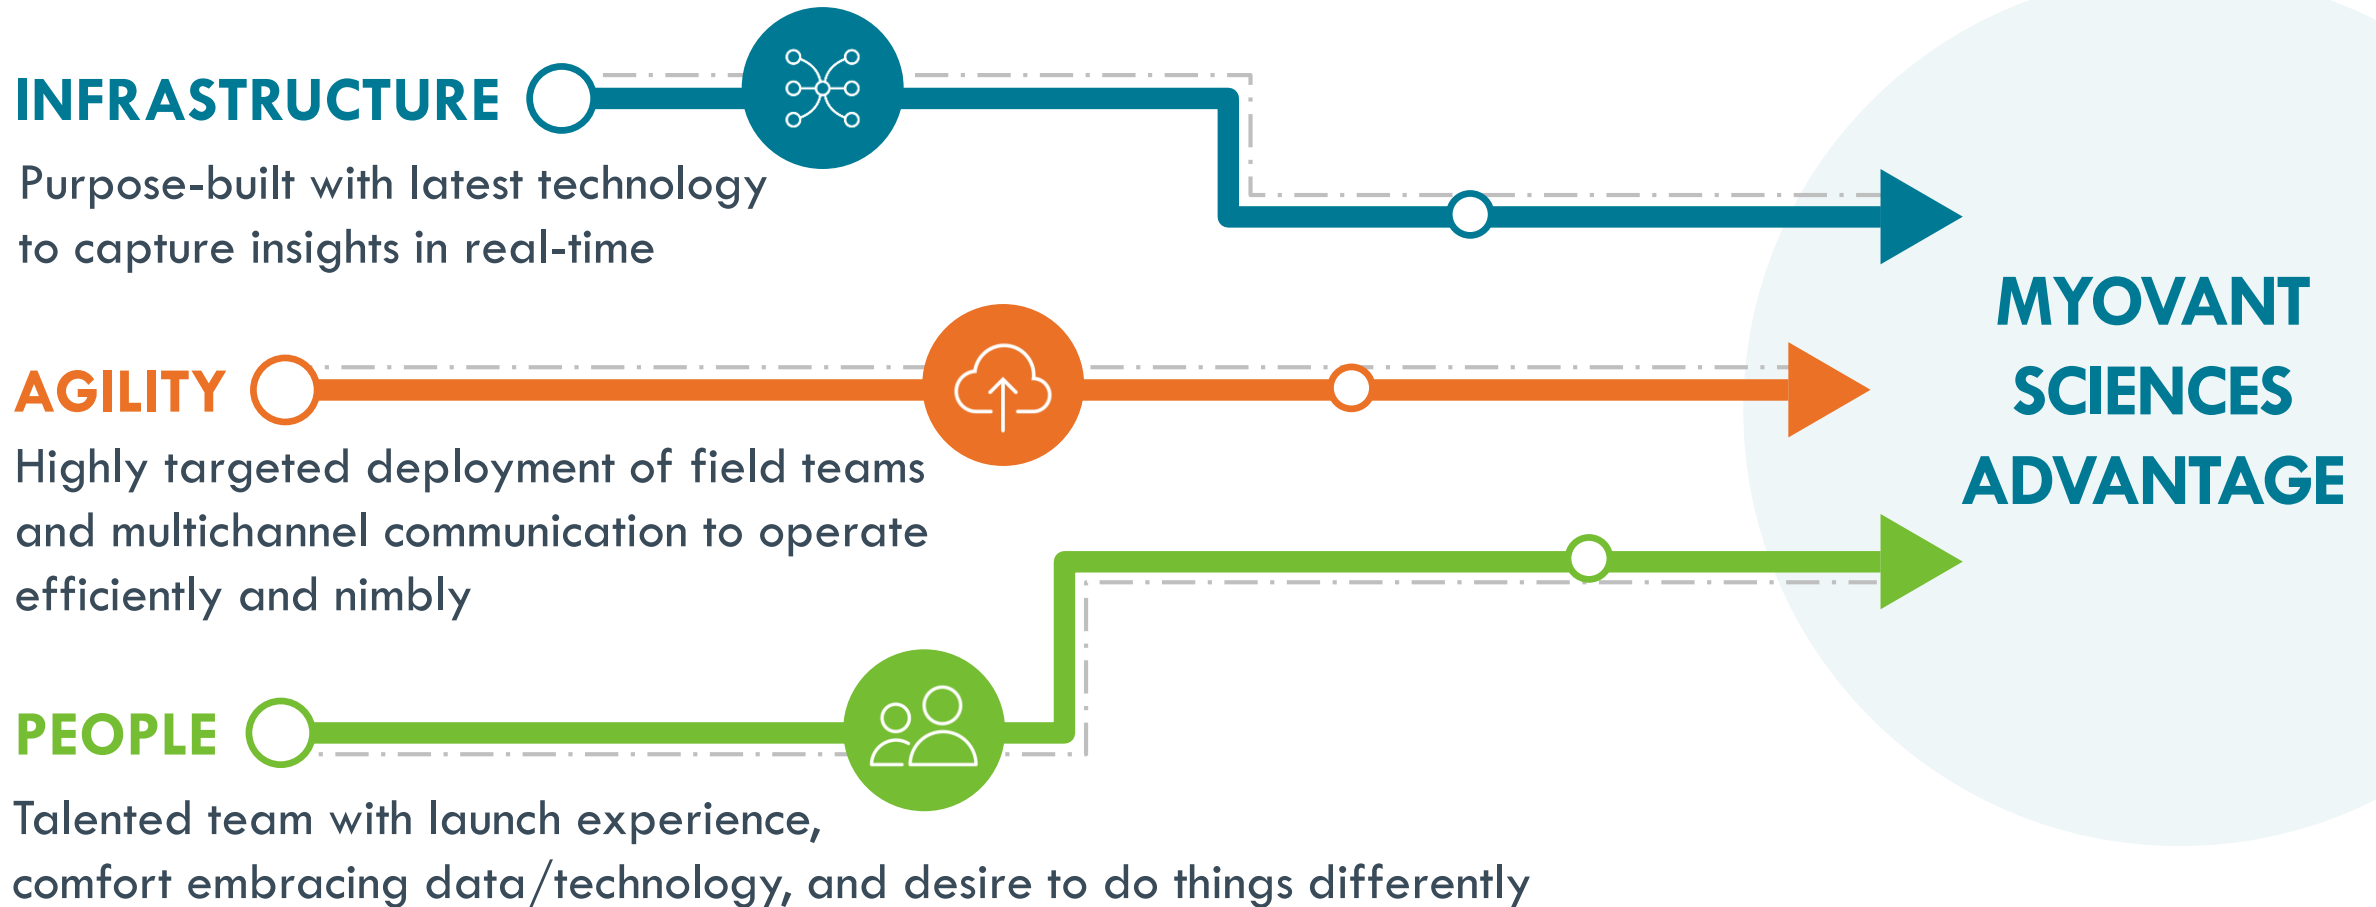 INFRASTRUCTURE
Purpose-built with latest technology
to capture insights in real-time
AGILITY
Highly targeted deployment of field teams
and multichannel communication to operate
efficiently and nimbly
PEOPLE
Talented team with launch experience,
comfort embracing data/technology, and desire to do things differently
MYOVANT
SCIENCES
ADVANTAGE